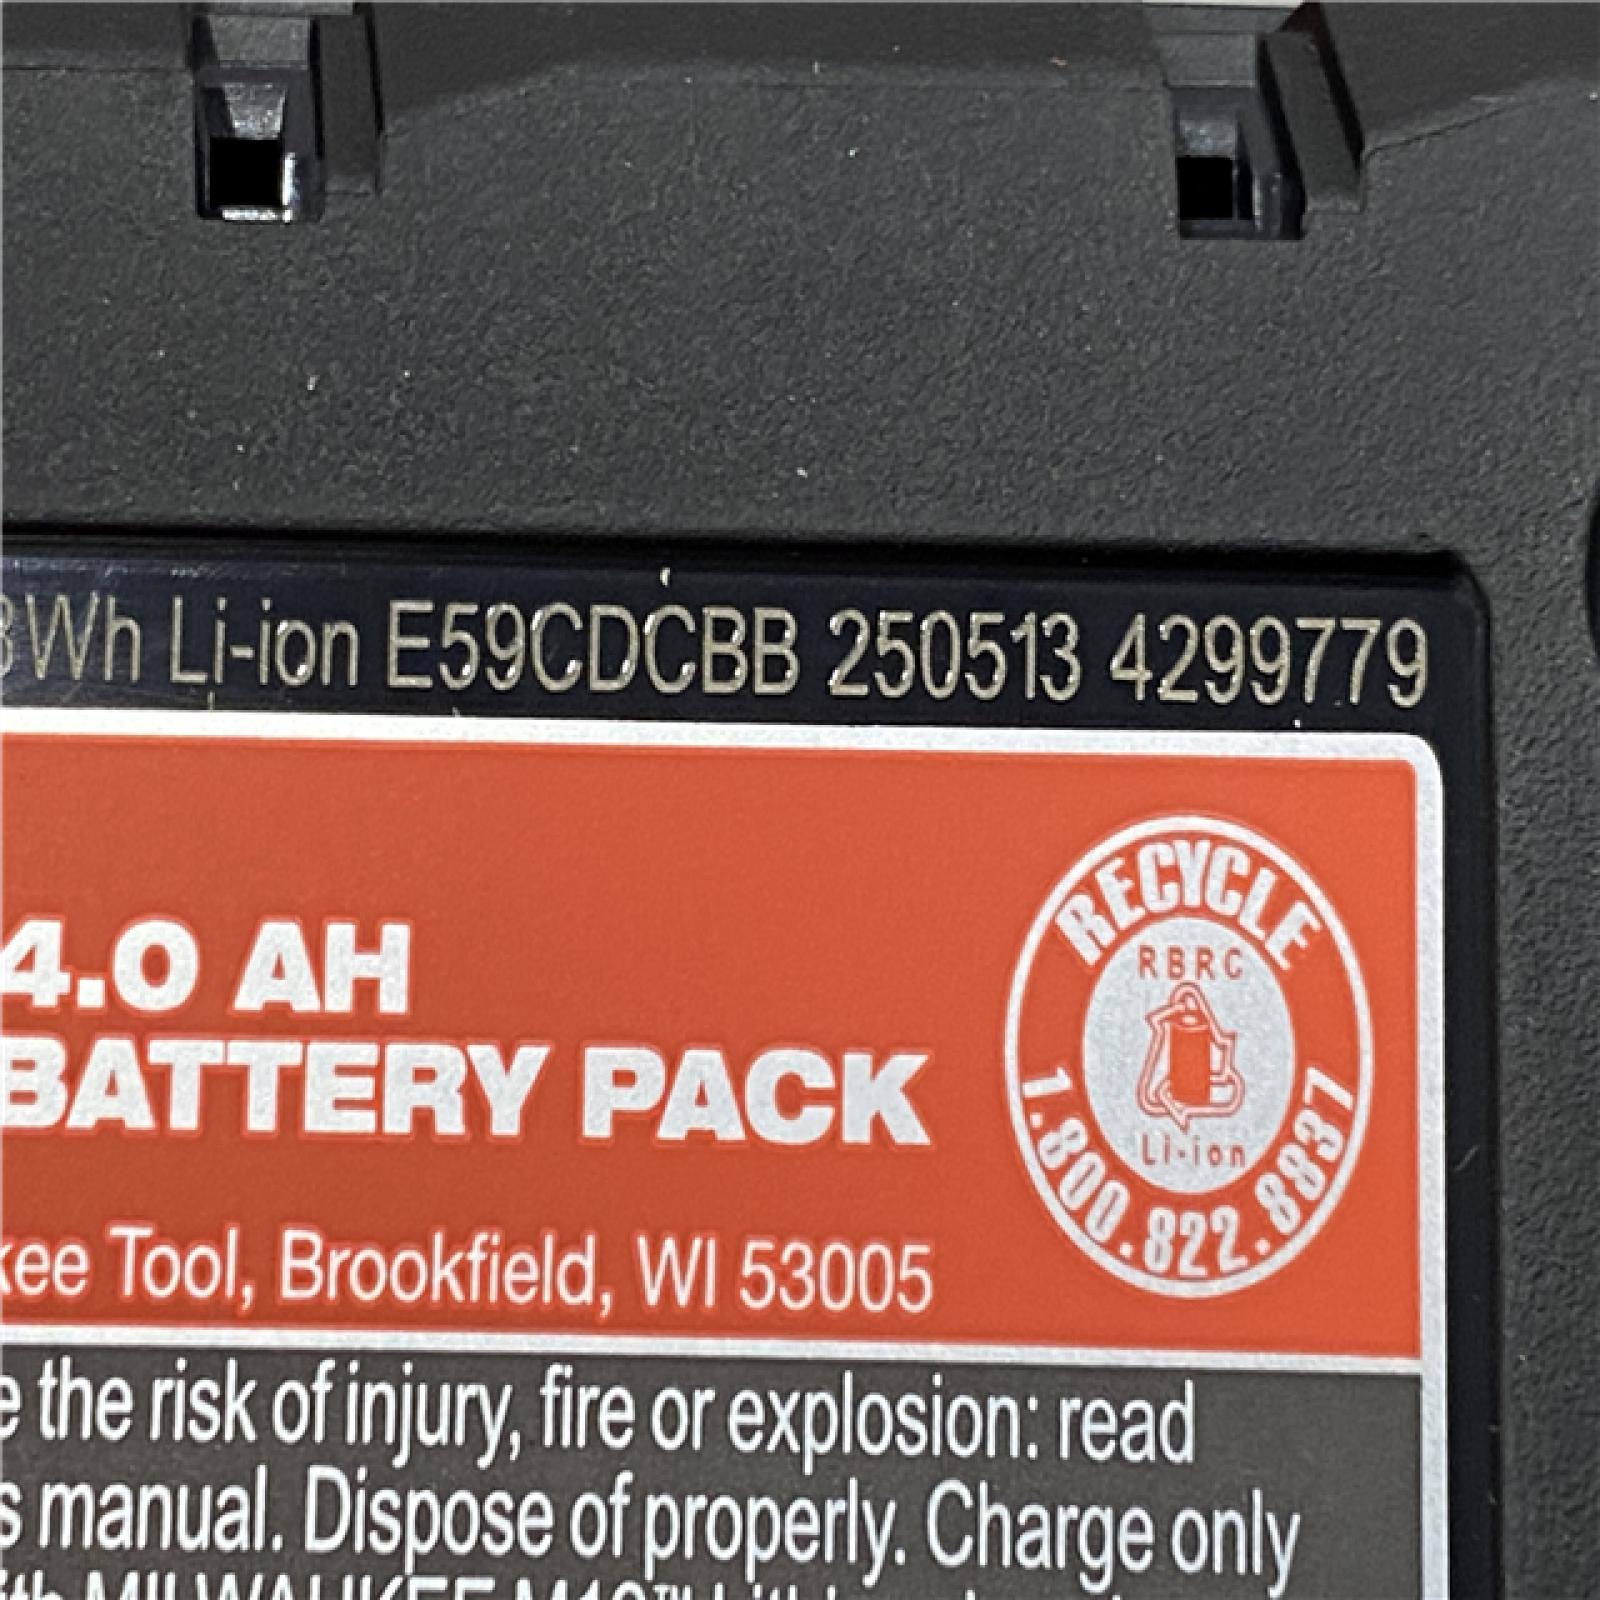 Wh Li-ion E59CDCBB 250513 4299779
4.0 AH
BATTERY PACK
RECYCLE
RBRC
Li-ion
1.800.822.8837
kee Tool, Brookfield, WI 53005
e the risk of injury, fire or explosion: read
s manual. Dispose of properly. Charge only
MILWAUKEE